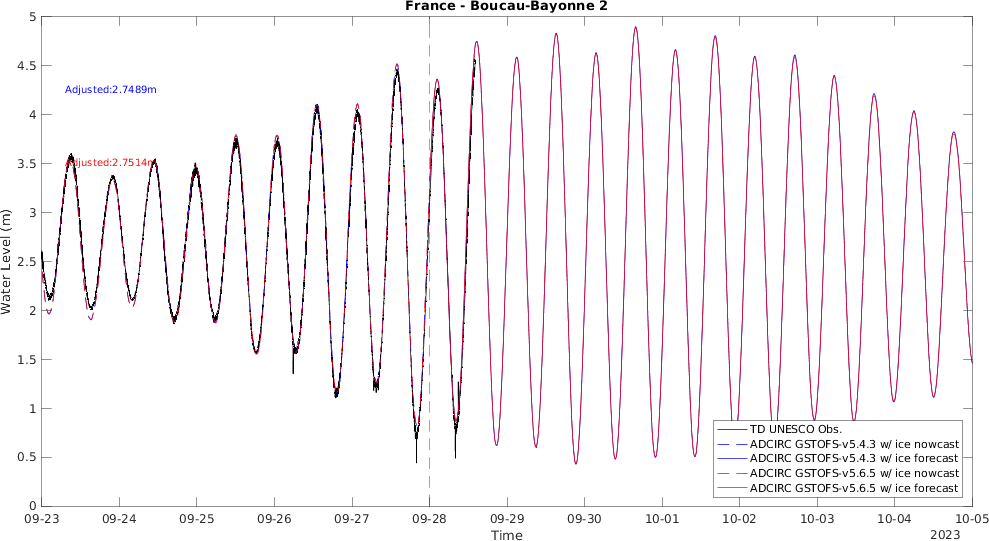 France - Boucau-Bayonne 2
5
4.5
4
3.5
3
2.5
2
1.5
1
0.5
0
Water Level (m)
Adjusted:2.7489m
Adjusted:2.7514m
TD UNESCO Obs.
ADCIRC GSTOFS-v5.4.3 w/ ice nowcast
ADCIRC GSTOFS-v5.4.3 w/ ice forecast
ADCIRC GSTOFS-v5.6.5 w/ ice nowcast
ADCIRC GSTOFS-v5.6.5 w/ ice forecast
09-23 09-24 09-25 09-26 09-27 09-28 09-29 09-30 10-01 10-02 10-03 10-04 10-05
Time
2023